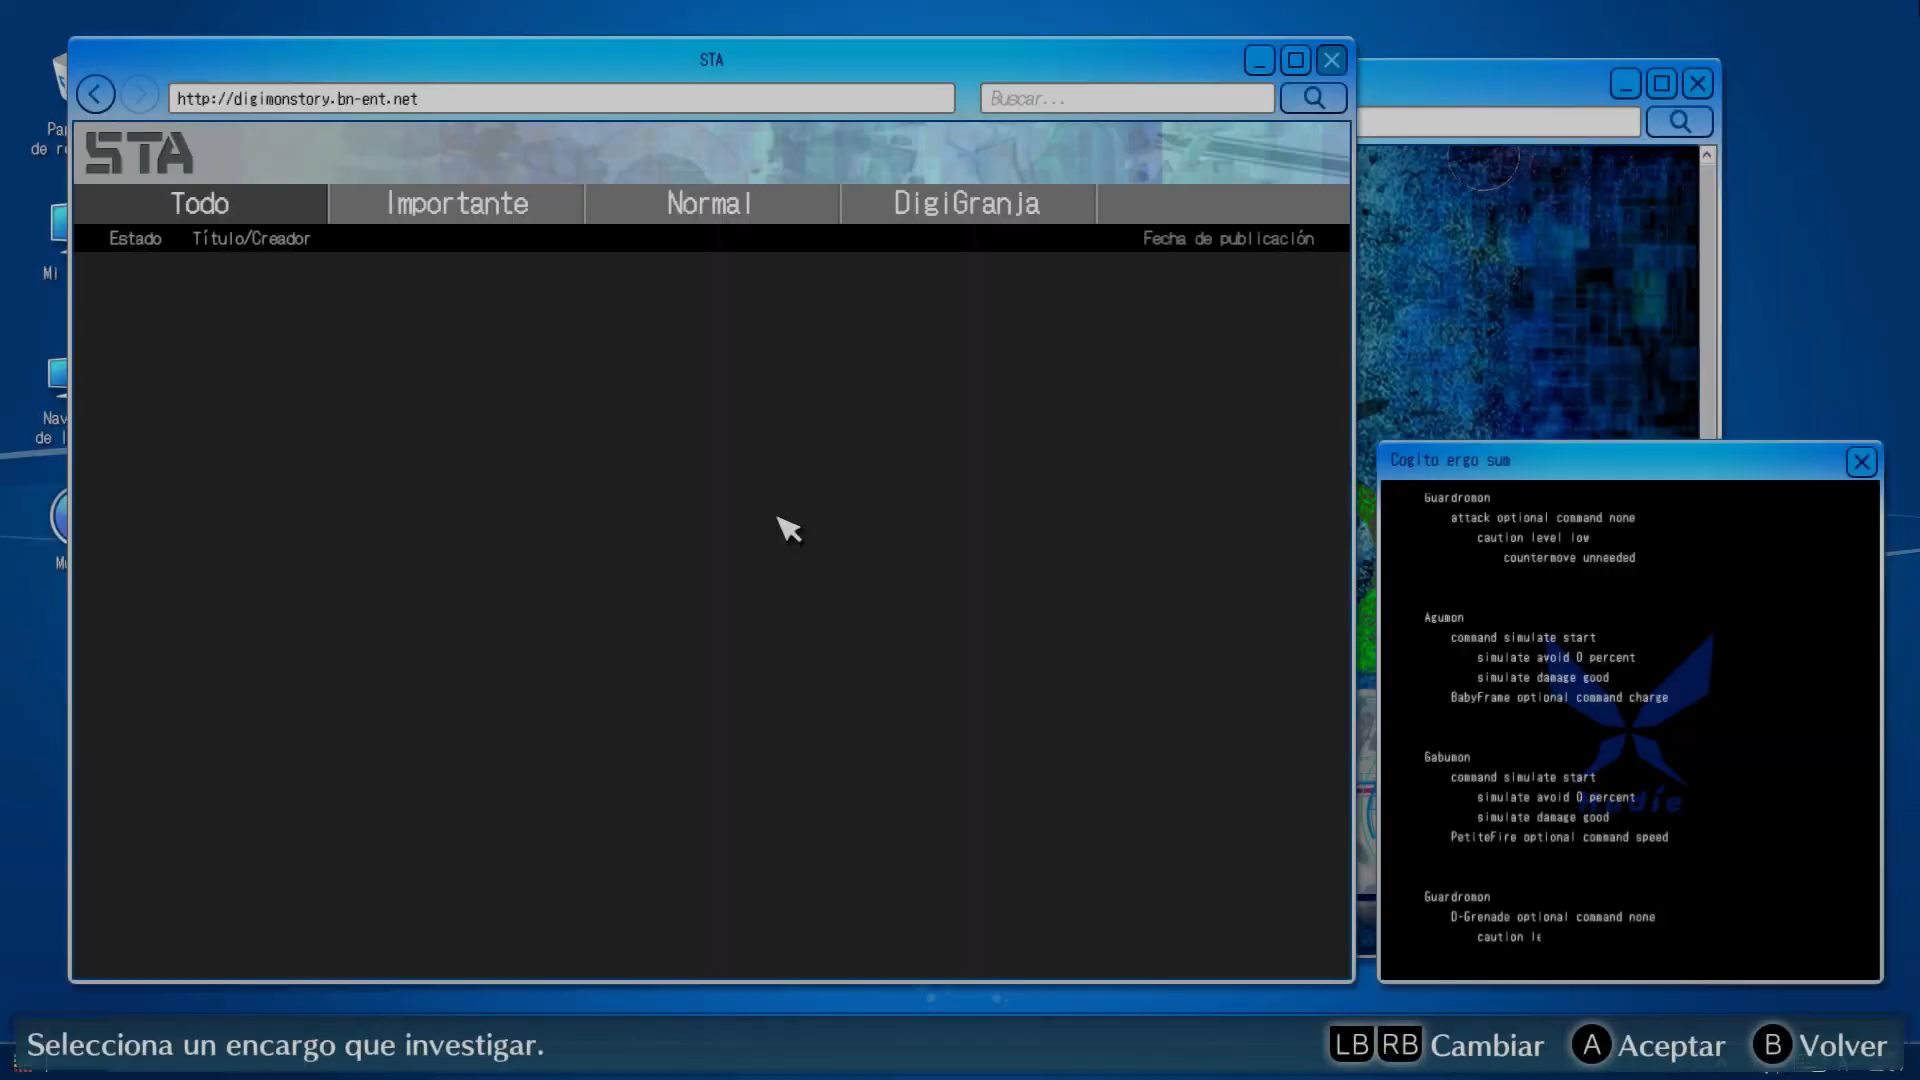 STA
http://digimonstory.bn-ent.net
Buscar...
STA
Todo
Importante
Normal
DigiGranja
Estado
Título/Creador
Fecha de publicación
Cogito ergo sum
Guardromon
attack optional command none
caution level low
countermove unneeded
Agumon
command simulate start
simulate avoid 0 percent
simulate damage good
BabyFrame optional command charge
Gabumon
command simulate start
simulate avoid 0 percent
simulate damage good
PetiteFire optional command speed
Guardromon
D-Grenade optional command none
caution le
Selecciona un encargo que investigar.
LB RB Cambiar
A Aceptar
B Volver